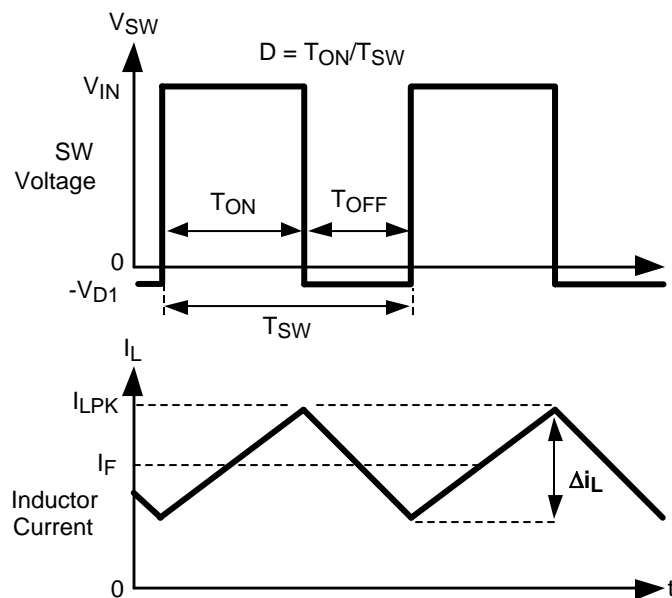 VSW
D = TON/TSW
VIN
SW
Voltage
TON
TOFF
0
-VD1
TSW
IL
ILPK
IF
ΔiL
Inductor
Current
0
t